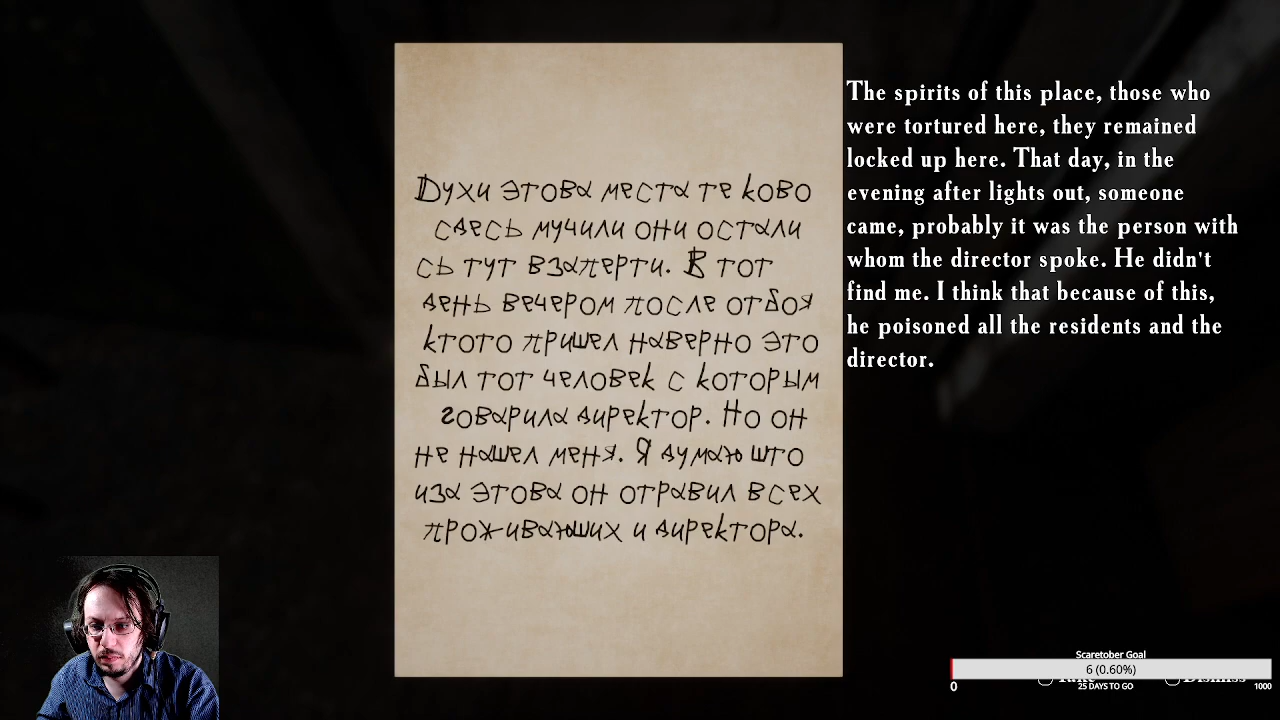 Духи этова места те ково
сдесь мучили они остали
сь тут взаперти. В тот
день вечером после отбоя
ктото пришел наверно это
был тот человек с которым
говарила директор. Но он
не нашел меня. Я думаю што
иза этова он отравил всех
проживаюших и директора.
The spirits of this place, those who
were tortured here, they remained
locked up here. That day, in the
evening after lights out, someone
came, probably it was the person with
whom the director spoke. He didn't
find me. I think that because of this,
he poisoned all the residents and the
director.
Scaretober Goal
6 (0.60%)
0 25 DAYS TO GO 1000